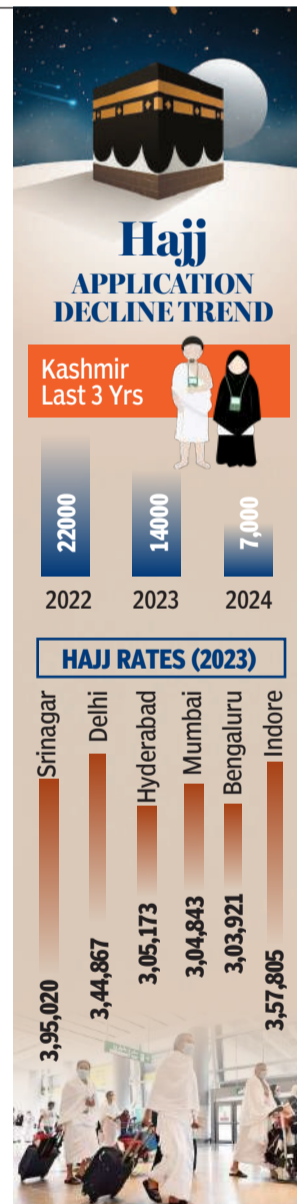 Hajj
APPLICATION
DECLINE TREND
Kashmir
Last 3 Yrs
22000
14000
7,000
2022 2023 2024
HAJJ RATES (2023)
Srinagar
Delhi
Hyderabad
Mumbai
Bengaluru
Indore
3,95,020
3,44,867
3,05,173
3,04,843
3,03,921
3,57,805